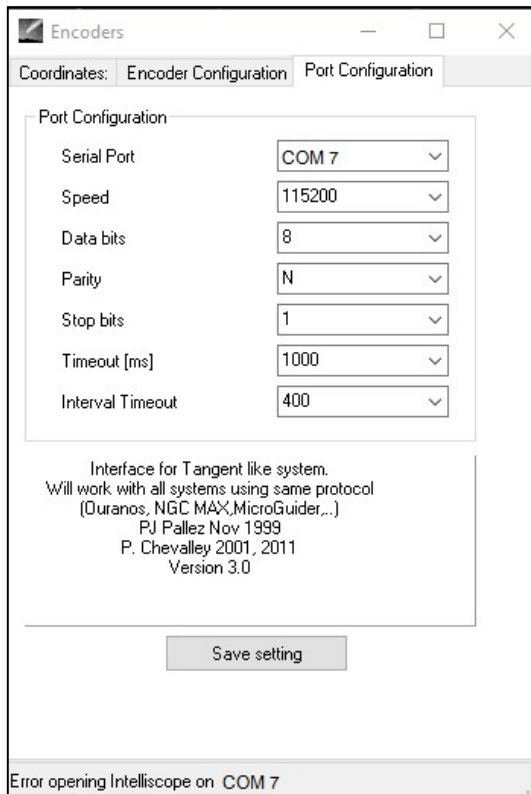 Encoders
Coordinates: Encoder Configuration Port Configuration
Port Configuration
Serial Port COM 7
Speed 115200
Data bits 8
Parity N
Stop bits 1
Timeout [ms] 1000
Interval Timeout 400
Interface for Tangent like system.
Will work with all systems using same protocol
(Ouranos, NGC MAX,MicroGuider,..)
PJ Pallez Nov 1999
P. Chevalley 2001, 2011
Version 3.0
Save setting
Error opening Intelliscope on COM 7